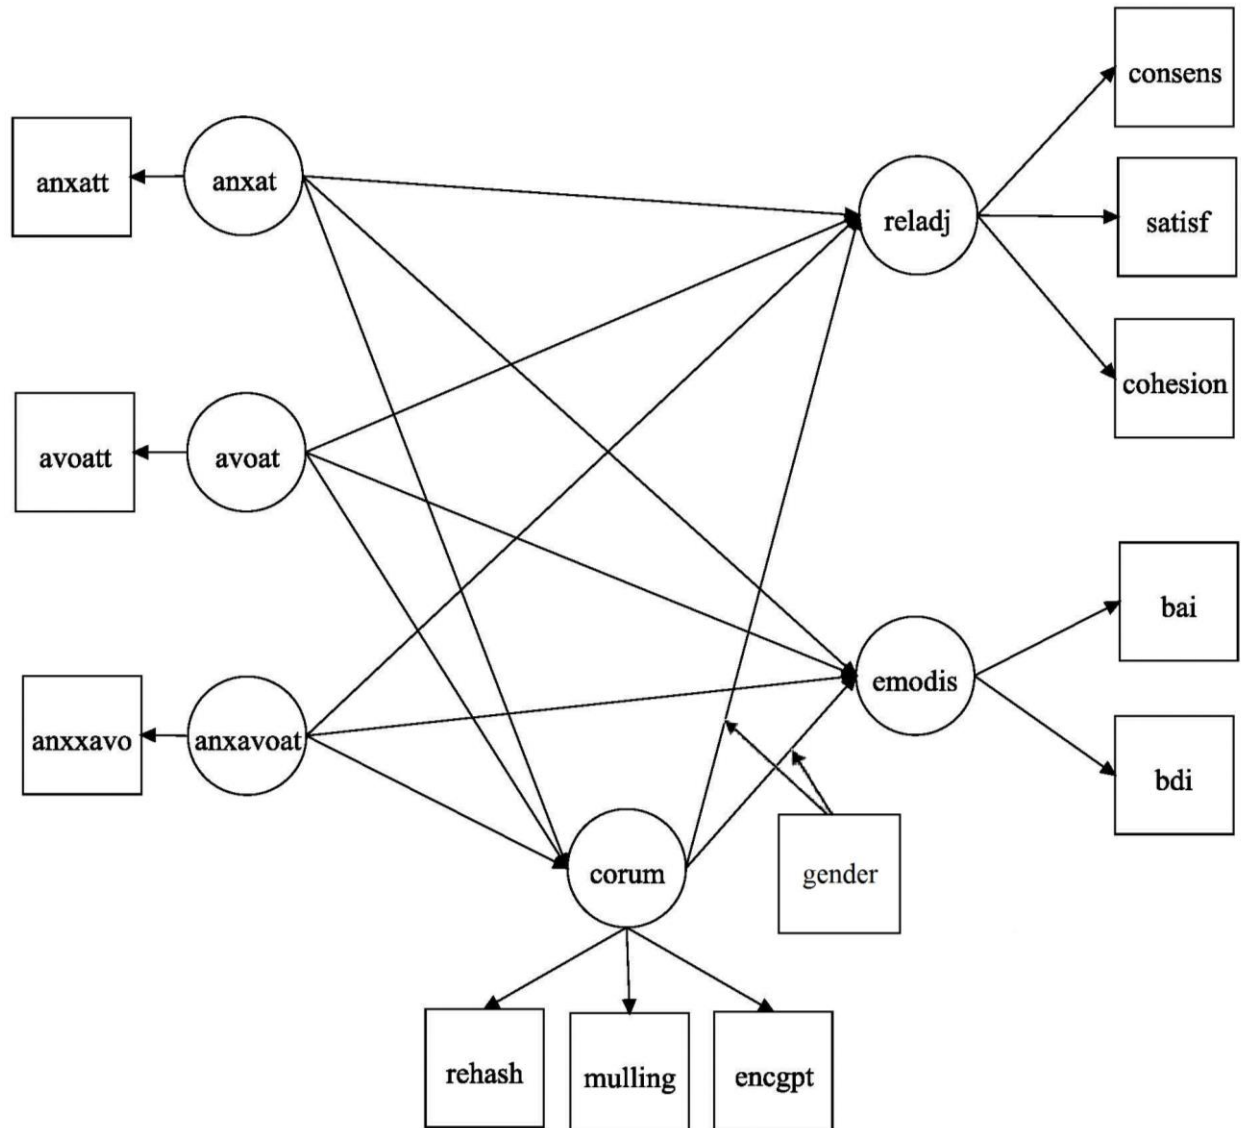 consens
anxatt
anxat
reladj
satisf
cohesion
avoatt
avoat
bai
emodis
anxxavo
anxavoat
bdi
corum
gender
rehash
mulling
encgpt